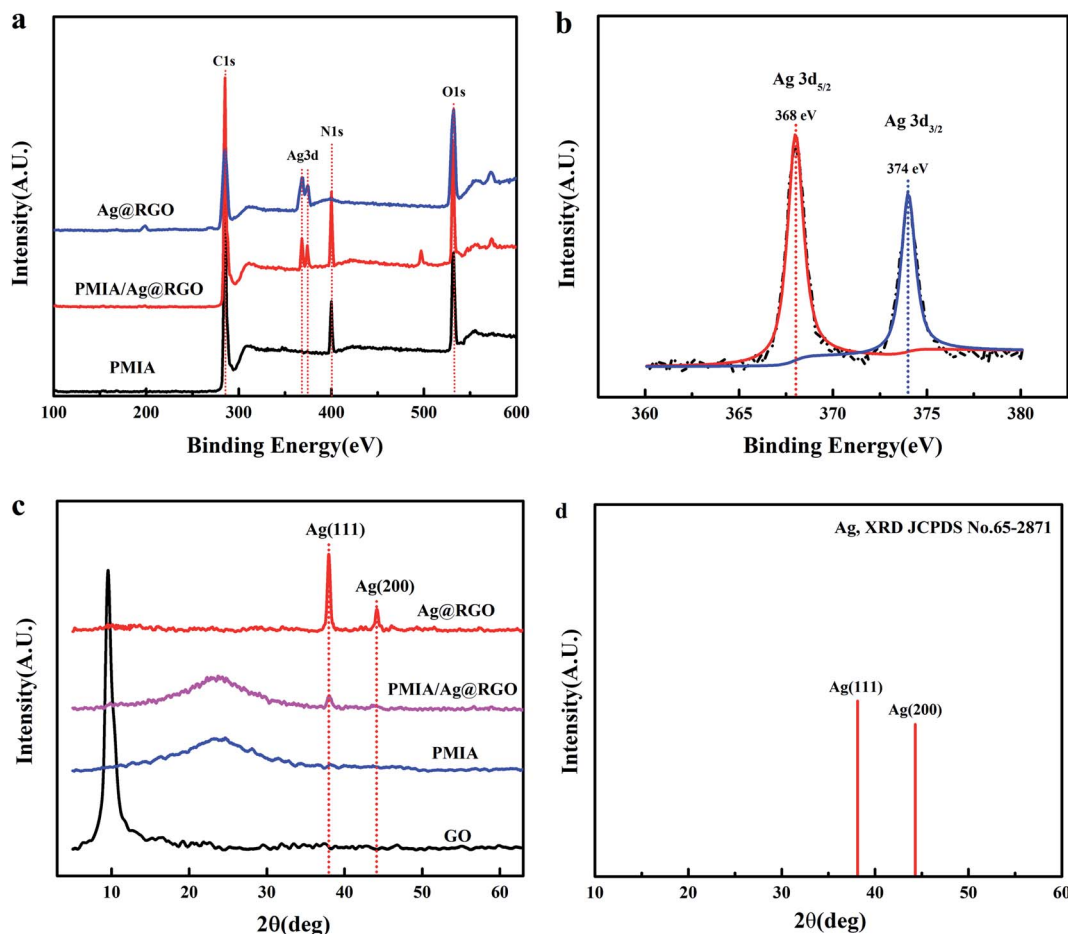 a
C1s
O1s
N1s
Ag3d
Ag@RGO
PMIA/Ag@RGO
PMIA
Intensity(A.U.)
100 200 300 400 500 600
Binding Energy(eV)
b
Ag 3d5/2
368 eV
Ag 3d3/2
374 eV
Intensity(A.U.)
360 365 370 375 380
Binding Energy(eV)
c
Ag(111)
Ag(200)
Ag@RGO
PMIA/Ag@RGO
PMIA
GO
Intensity(A.U.)
10 20 30 40 50 60
2θ(deg)
d
Ag, XRD JCPDS No.65-2871
Ag(111)
Ag(200)
Intensity(A.U.)
10 20 30 40 50 60
2θ(deg)